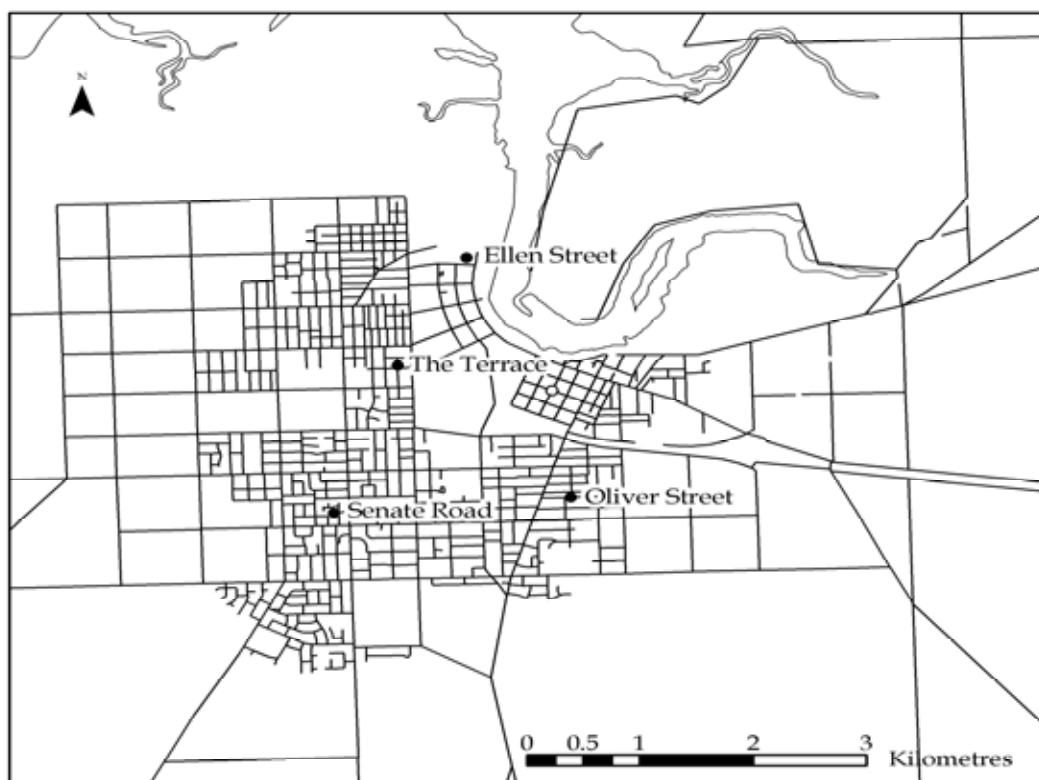 N
Ellen Street
The Terrace
Oliver Street
Senate Road
0 0.5 1 2 3
Kilometres